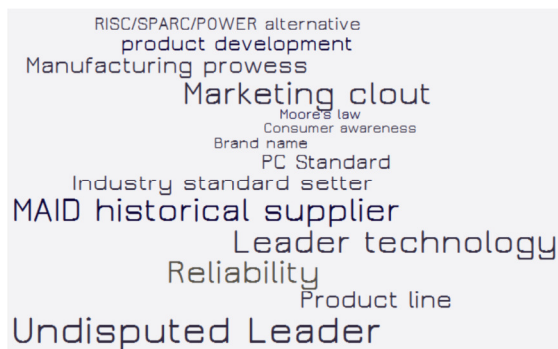 RISC/SPARC/POWER alternative
product development
Manufacturing prowess
Marketing clout
Moore's law
Consumer awareness
Brand name
PC Standard
Industry standard setter
MAID historical supplier
Leader technology
Reliability
Product line
Undisputed Leader